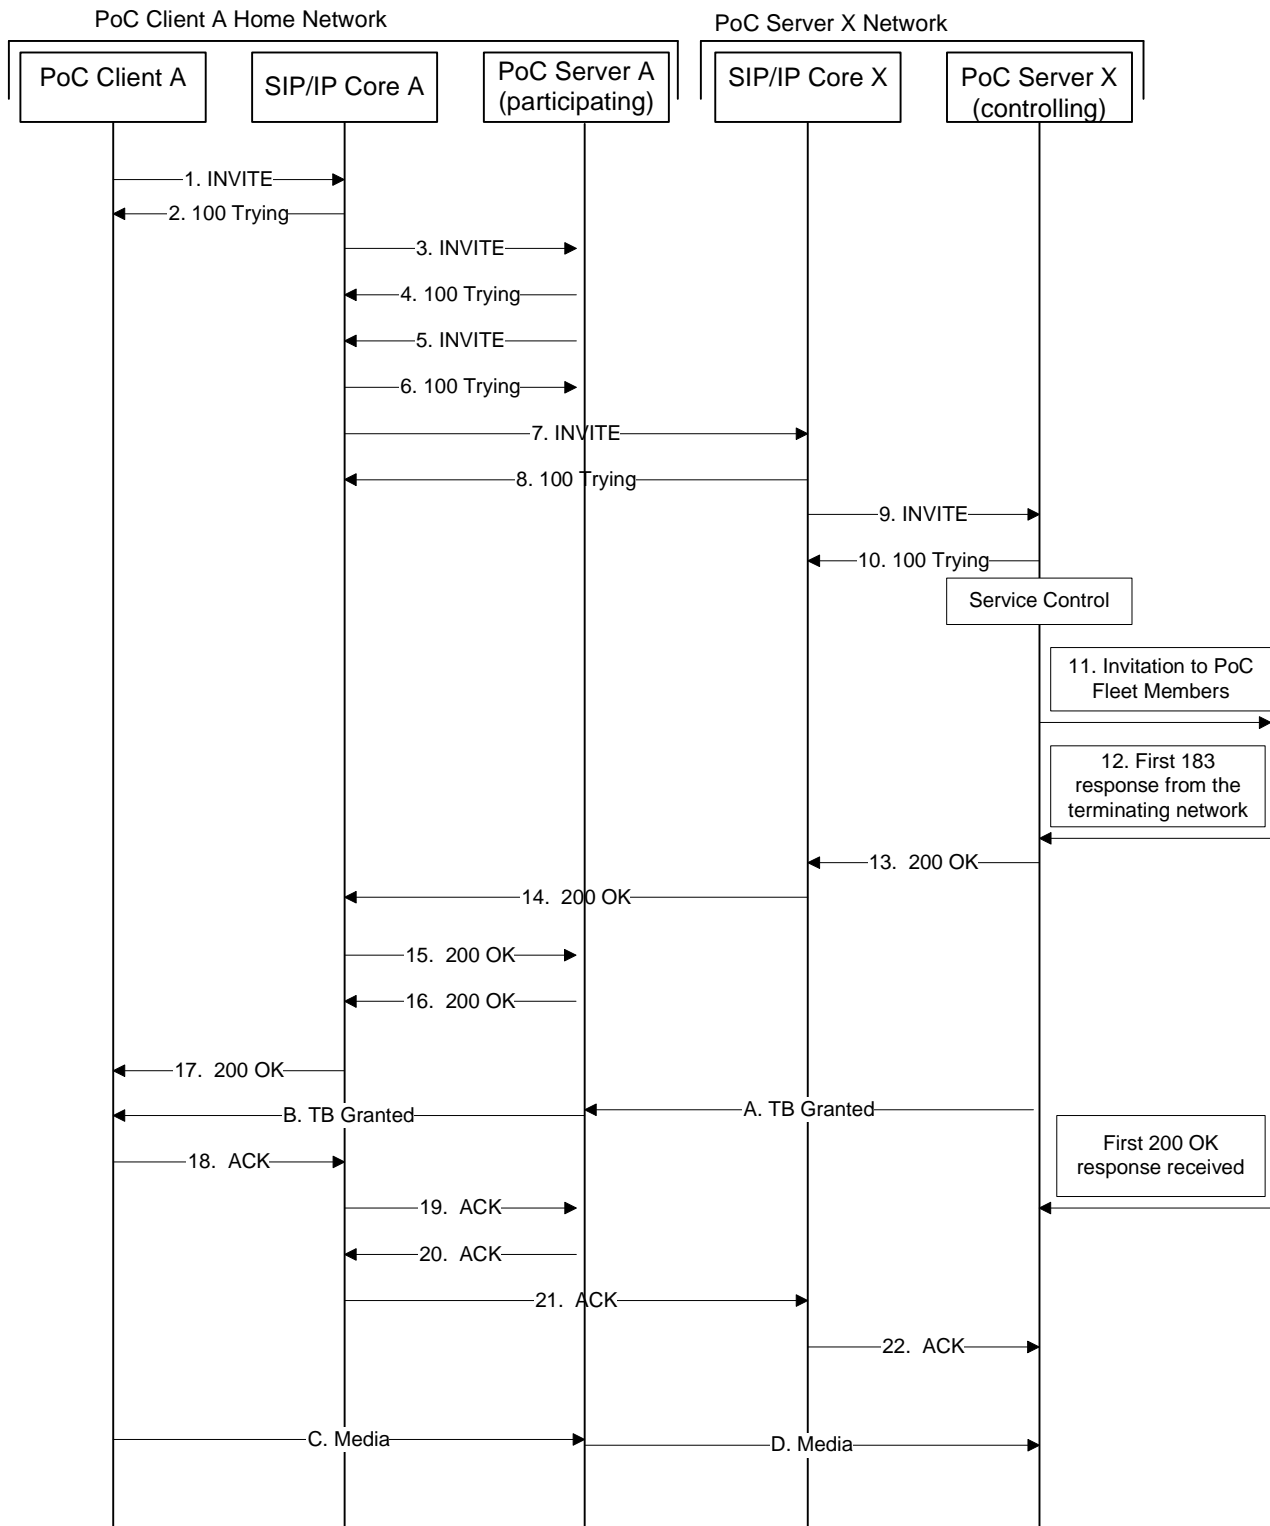 PoC Client A Home Network
PoC Server X Network
PoC Client A
SIP/IP Core A
PoC Server A
(participating)
SIP/IP Core X
PoC Server X
(controlling)
1. INVITE
2. 100 Trying
3. INVITE
4. 100 Trying
5. INVITE
6. 100 Trying
7. INVITE
8. 100 Trying
9. INVITE
10. 100 Trying
Service Control
11. Invitation to PoC
Fleet Members
12. First 183
response from the
terminating network
13. 200 OK
14. 200 OK
15. 200 OK
16. 200 OK
17. 200 OK
A. TB Granted
B. TB Granted
First 200 OK
response received
18. ACK
19. ACK
20. ACK
21. ACK
22. ACK
C. Media
D. Media